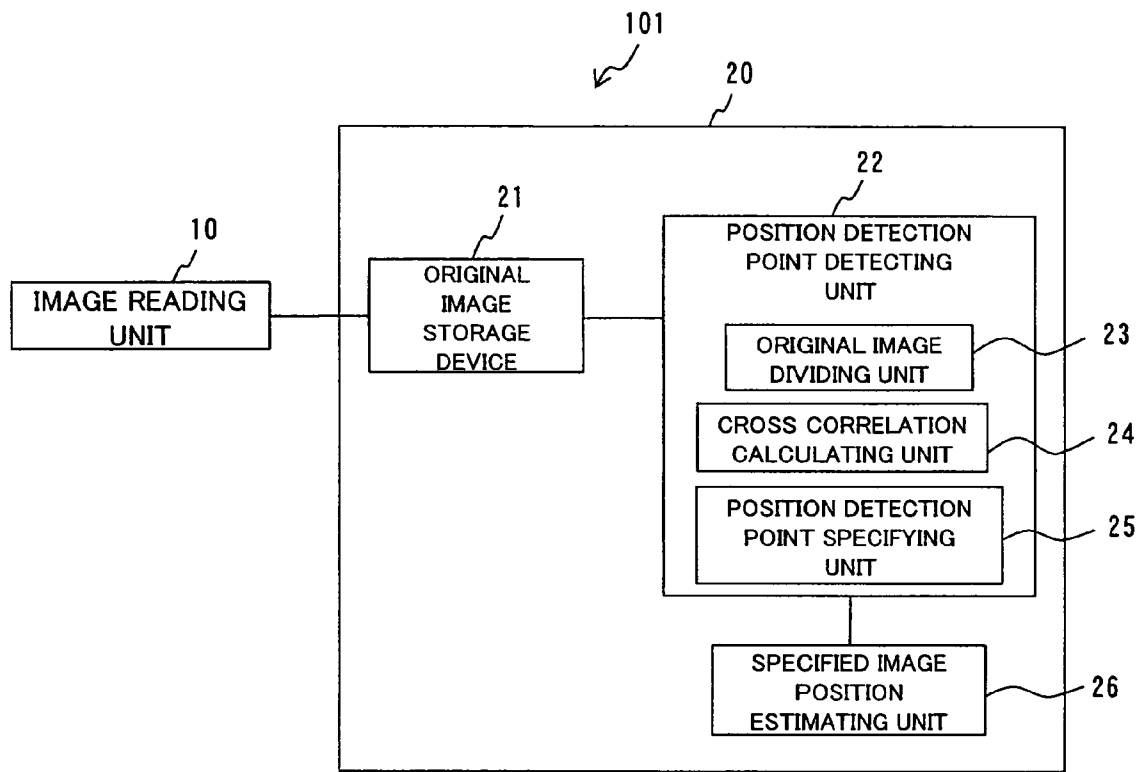 101
20
22
21
10
POSITION DETECTION
POINT DETECTING
UNIT
ORIGINAL
IMAGE
STORAGE
DEVICE
IMAGE READING
UNIT
23
ORIGINAL IMAGE
DIVIDING UNIT
24
CROSS CORRELATION
CALCULATING UNIT
25
POSITION DETECTION
POINT SPECIFYING
UNIT
26
SPECIFIED IMAGE
POSITION
ESTIMATING UNIT